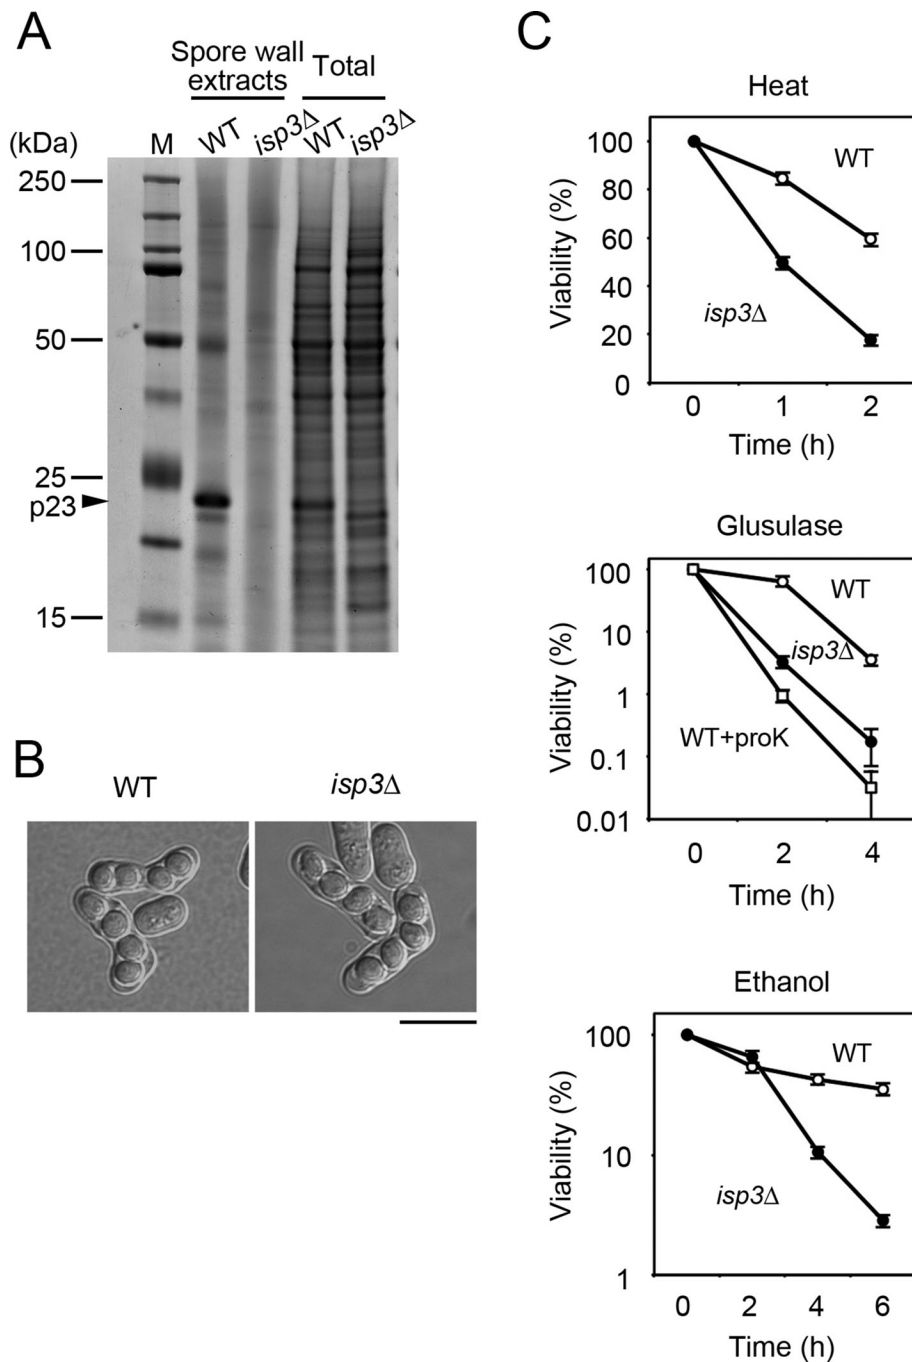 A
Spore wall
extracts
Total
(kDa)
M
WT
isp3Δ
WT
isp3Δ
250
100
50
25
p23
15
B
WT
isp3Δ
C
Heat
Viability (%)
100
80
60
40
20
0
WT
isp3Δ
0 1 2
Time (h)
Glusulase
Viability (%)
100
10
1
0.1
0.01
WT
isp3Δ
WT+proK
0 2 4
Time (h)
Ethanol
Viability (%)
100
10
1
WT
isp3Δ
0 2 4 6
Time (h)